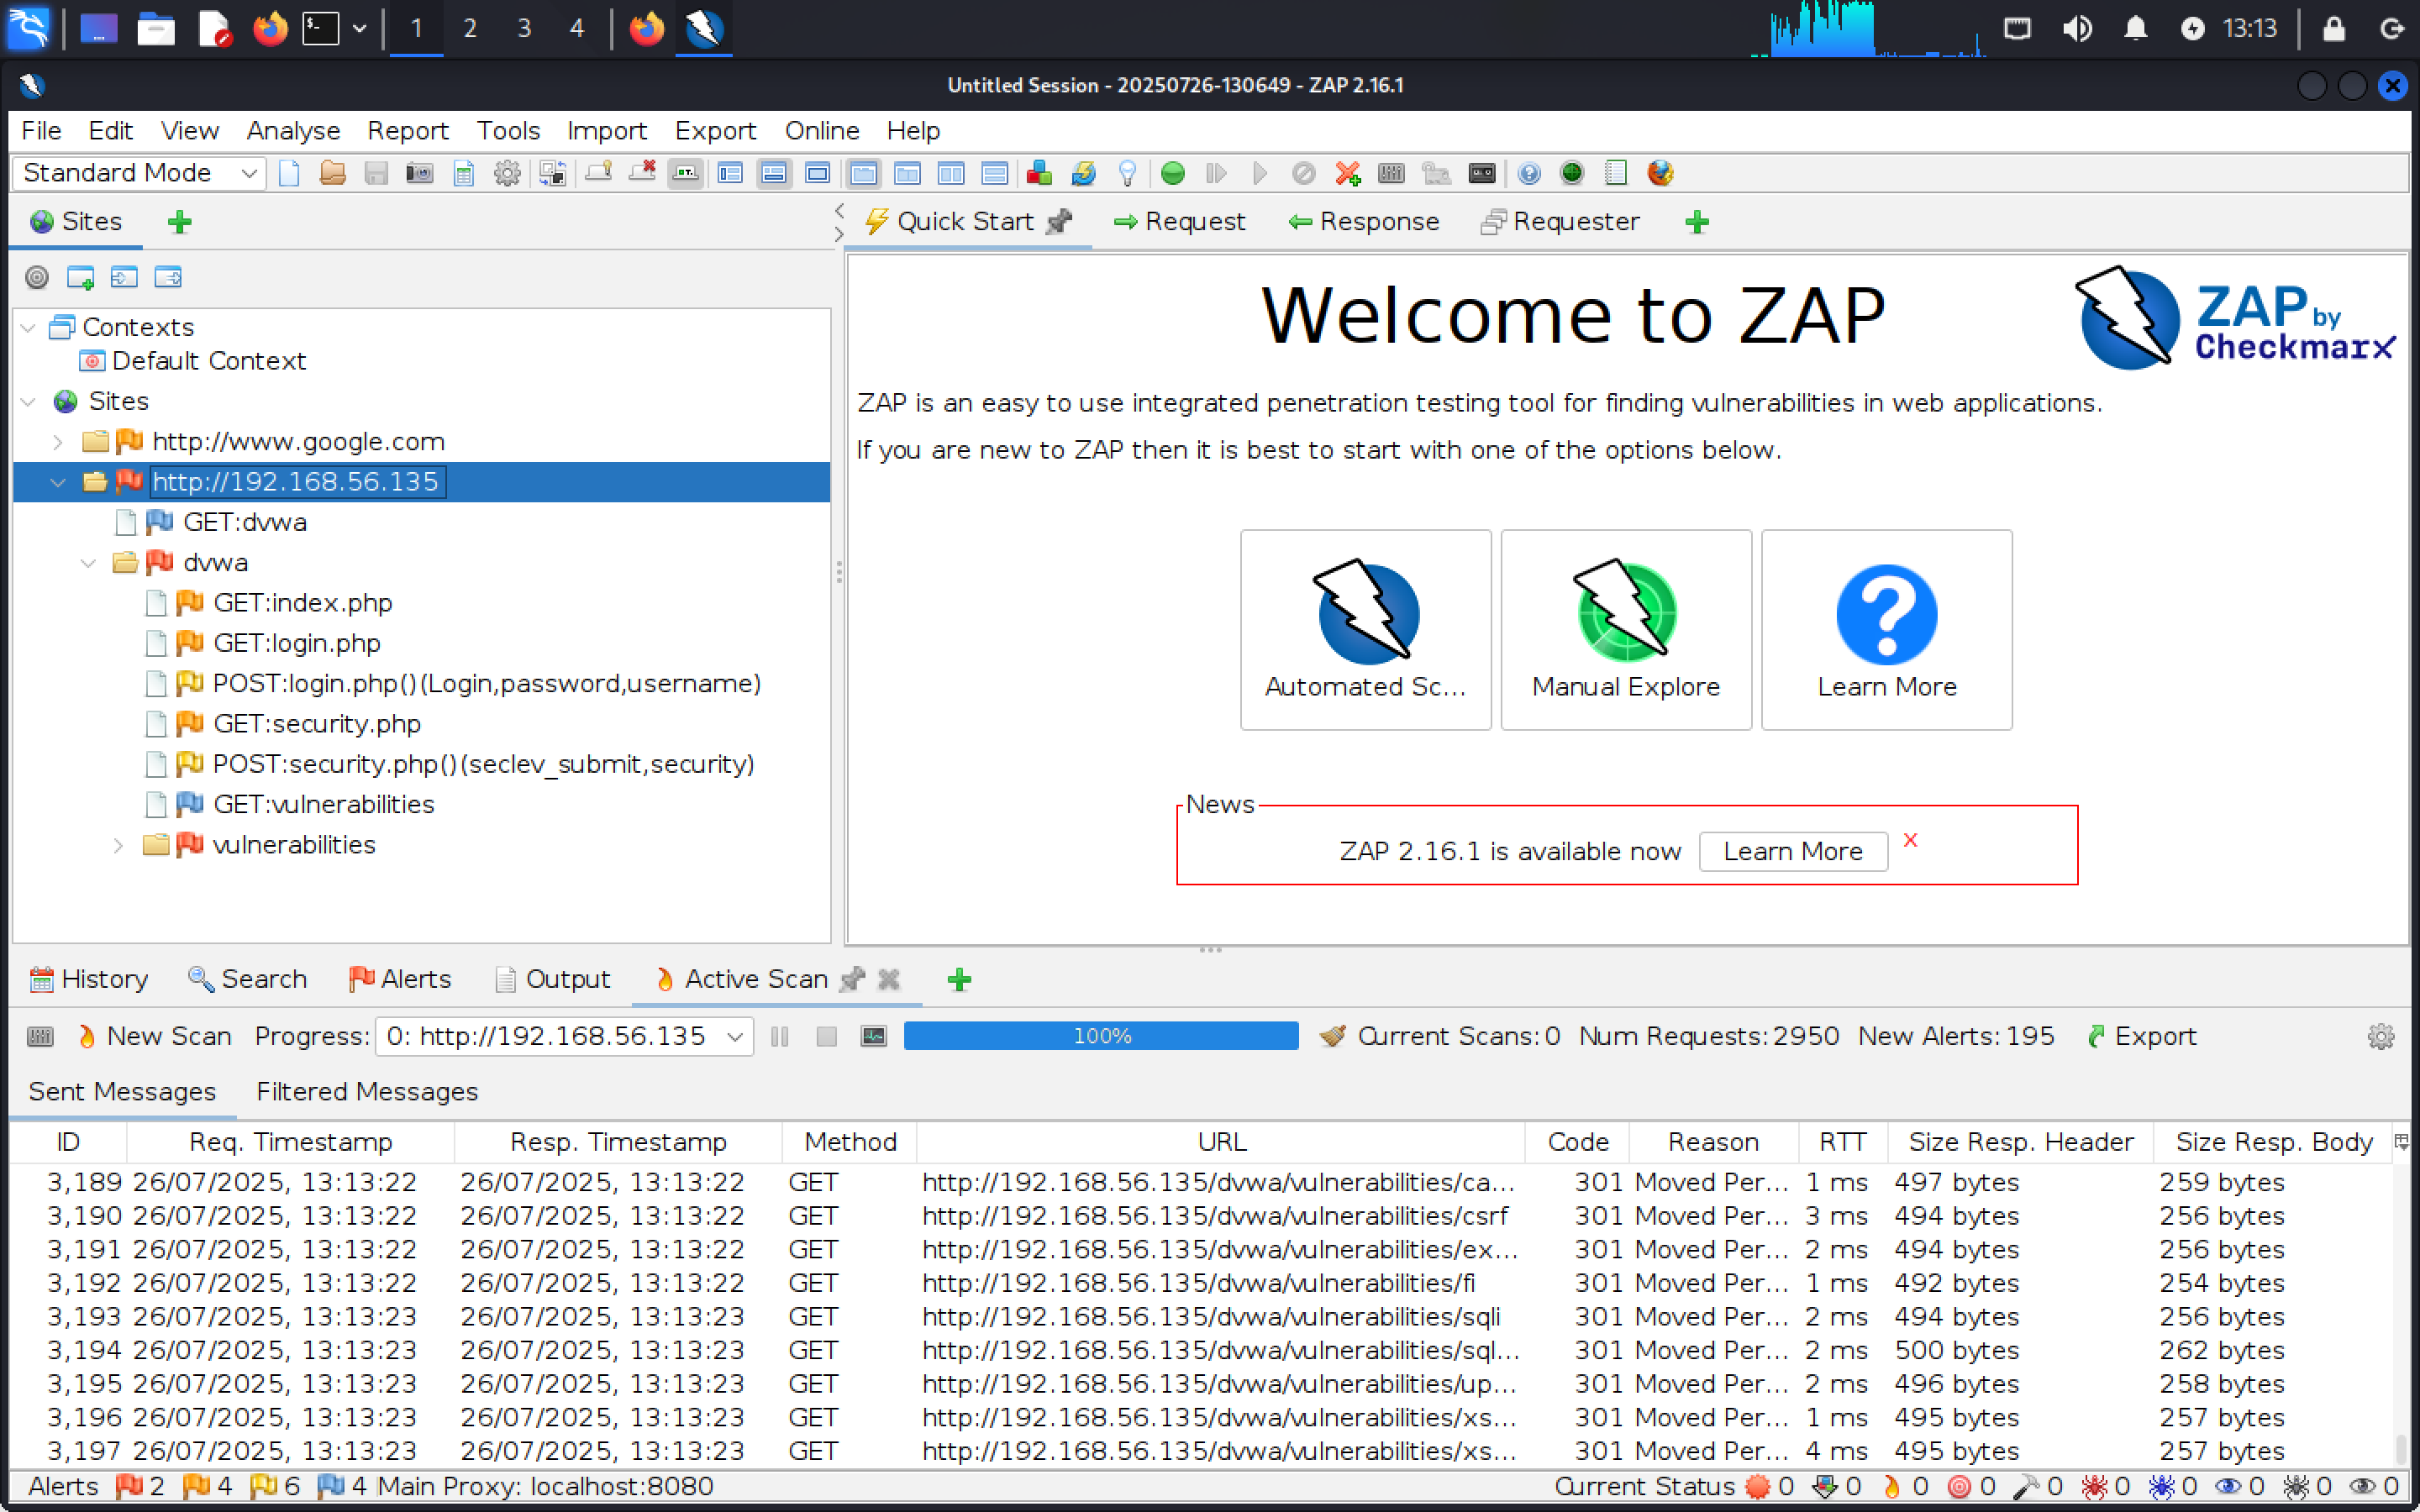 1 2 3 4 13:13
Untitled Session - 20250726-130649 - ZAP 2.16.1
File Edit View Analyse Report Tools Import Export Online Help
Standard Mode
Sites
Quick Start Request Response Requester
Contexts
Default Context
Sites
http://www.google.com
http://192.168.56.135
GET:dvwa
dvwa
GET:index.php
GET:login.php
POST:login.php()(Login,password,username)
GET:security.php
POST:security.php()(seclev_submit,security)
GET:vulnerabilities
vulnerabilities
Welcome to ZAP
ZAP by
Checkmarx
ZAP is an easy to use integrated penetration testing tool for finding vulnerabilities in web applications.
If you are new to ZAP then it is best to start with one of the options below.
Automated Sc... Manual Explore Learn More
News
ZAP 2.16.1 is available now Learn More X
History Search Alerts Output Active Scan
New Scan Progress: 0: http://192.168.56.135 100% Current Scans: 0 Num Requests: 2950 New Alerts: 195 Export
Sent Messages Filtered Messages
ID Req. Timestamp Resp. Timestamp Method URL Code Reason RTT Size Resp. Header Size Resp. Body
3,189 26/07/2025, 13:13:22 26/07/2025, 13:13:22 GET http://192.168.56.135/dvwa/vulnerabilities/ca... 301 Moved Per... 1 ms 497 bytes 259 bytes
3,190 26/07/2025, 13:13:22 26/07/2025, 13:13:22 GET http://192.168.56.135/dvwa/vulnerabilities/csrf 301 Moved Per... 3 ms 494 bytes 256 bytes
3,191 26/07/2025, 13:13:22 26/07/2025, 13:13:22 GET http://192.168.56.135/dvwa/vulnerabilities/ex... 301 Moved Per... 2 ms 494 bytes 256 bytes
3,192 26/07/2025, 13:13:22 26/07/2025, 13:13:22 GET http://192.168.56.135/dvwa/vulnerabilities/fi 301 Moved Per... 1 ms 492 bytes 254 bytes
3,193 26/07/2025, 13:13:23 26/07/2025, 13:13:23 GET http://192.168.56.135/dvwa/vulnerabilities/sqli 301 Moved Per... 2 ms 494 bytes 256 bytes
3,194 26/07/2025, 13:13:23 26/07/2025, 13:13:23 GET http://192.168.56.135/dvwa/vulnerabilities/sql... 301 Moved Per... 2 ms 500 bytes 262 bytes
3,195 26/07/2025, 13:13:23 26/07/2025, 13:13:23 GET http://192.168.56.135/dvwa/vulnerabilities/up... 301 Moved Per... 2 ms 496 bytes 258 bytes
3,196 26/07/2025, 13:13:23 26/07/2025, 13:13:23 GET http://192.168.56.135/dvwa/vulnerabilities/xs... 301 Moved Per... 1 ms 495 bytes 257 bytes
3,197 26/07/2025, 13:13:23 26/07/2025, 13:13:23 GET http://192.168.56.135/dvwa/vulnerabilities/xs... 301 Moved Per... 4 ms 495 bytes 257 bytes
Alerts 2 4 6 4 Main Proxy: localhost:8080 Current Status 0 0 0 0 0 0 0 0 0 0